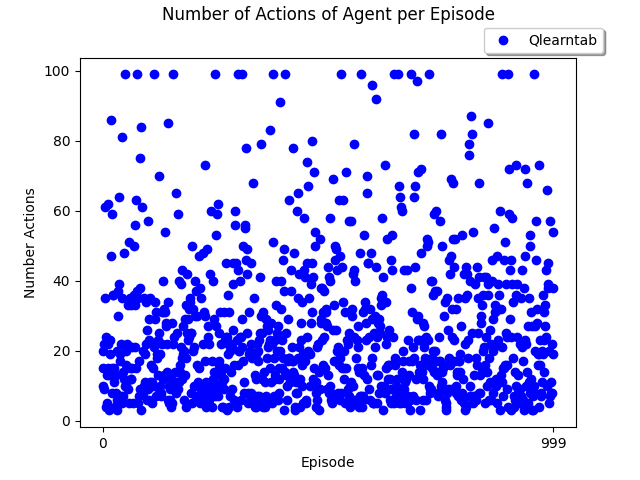 Number of Actions of Agent per Episode
Qlearntab
100
80
60
40
20
0
Number Actions
0
999
Episode